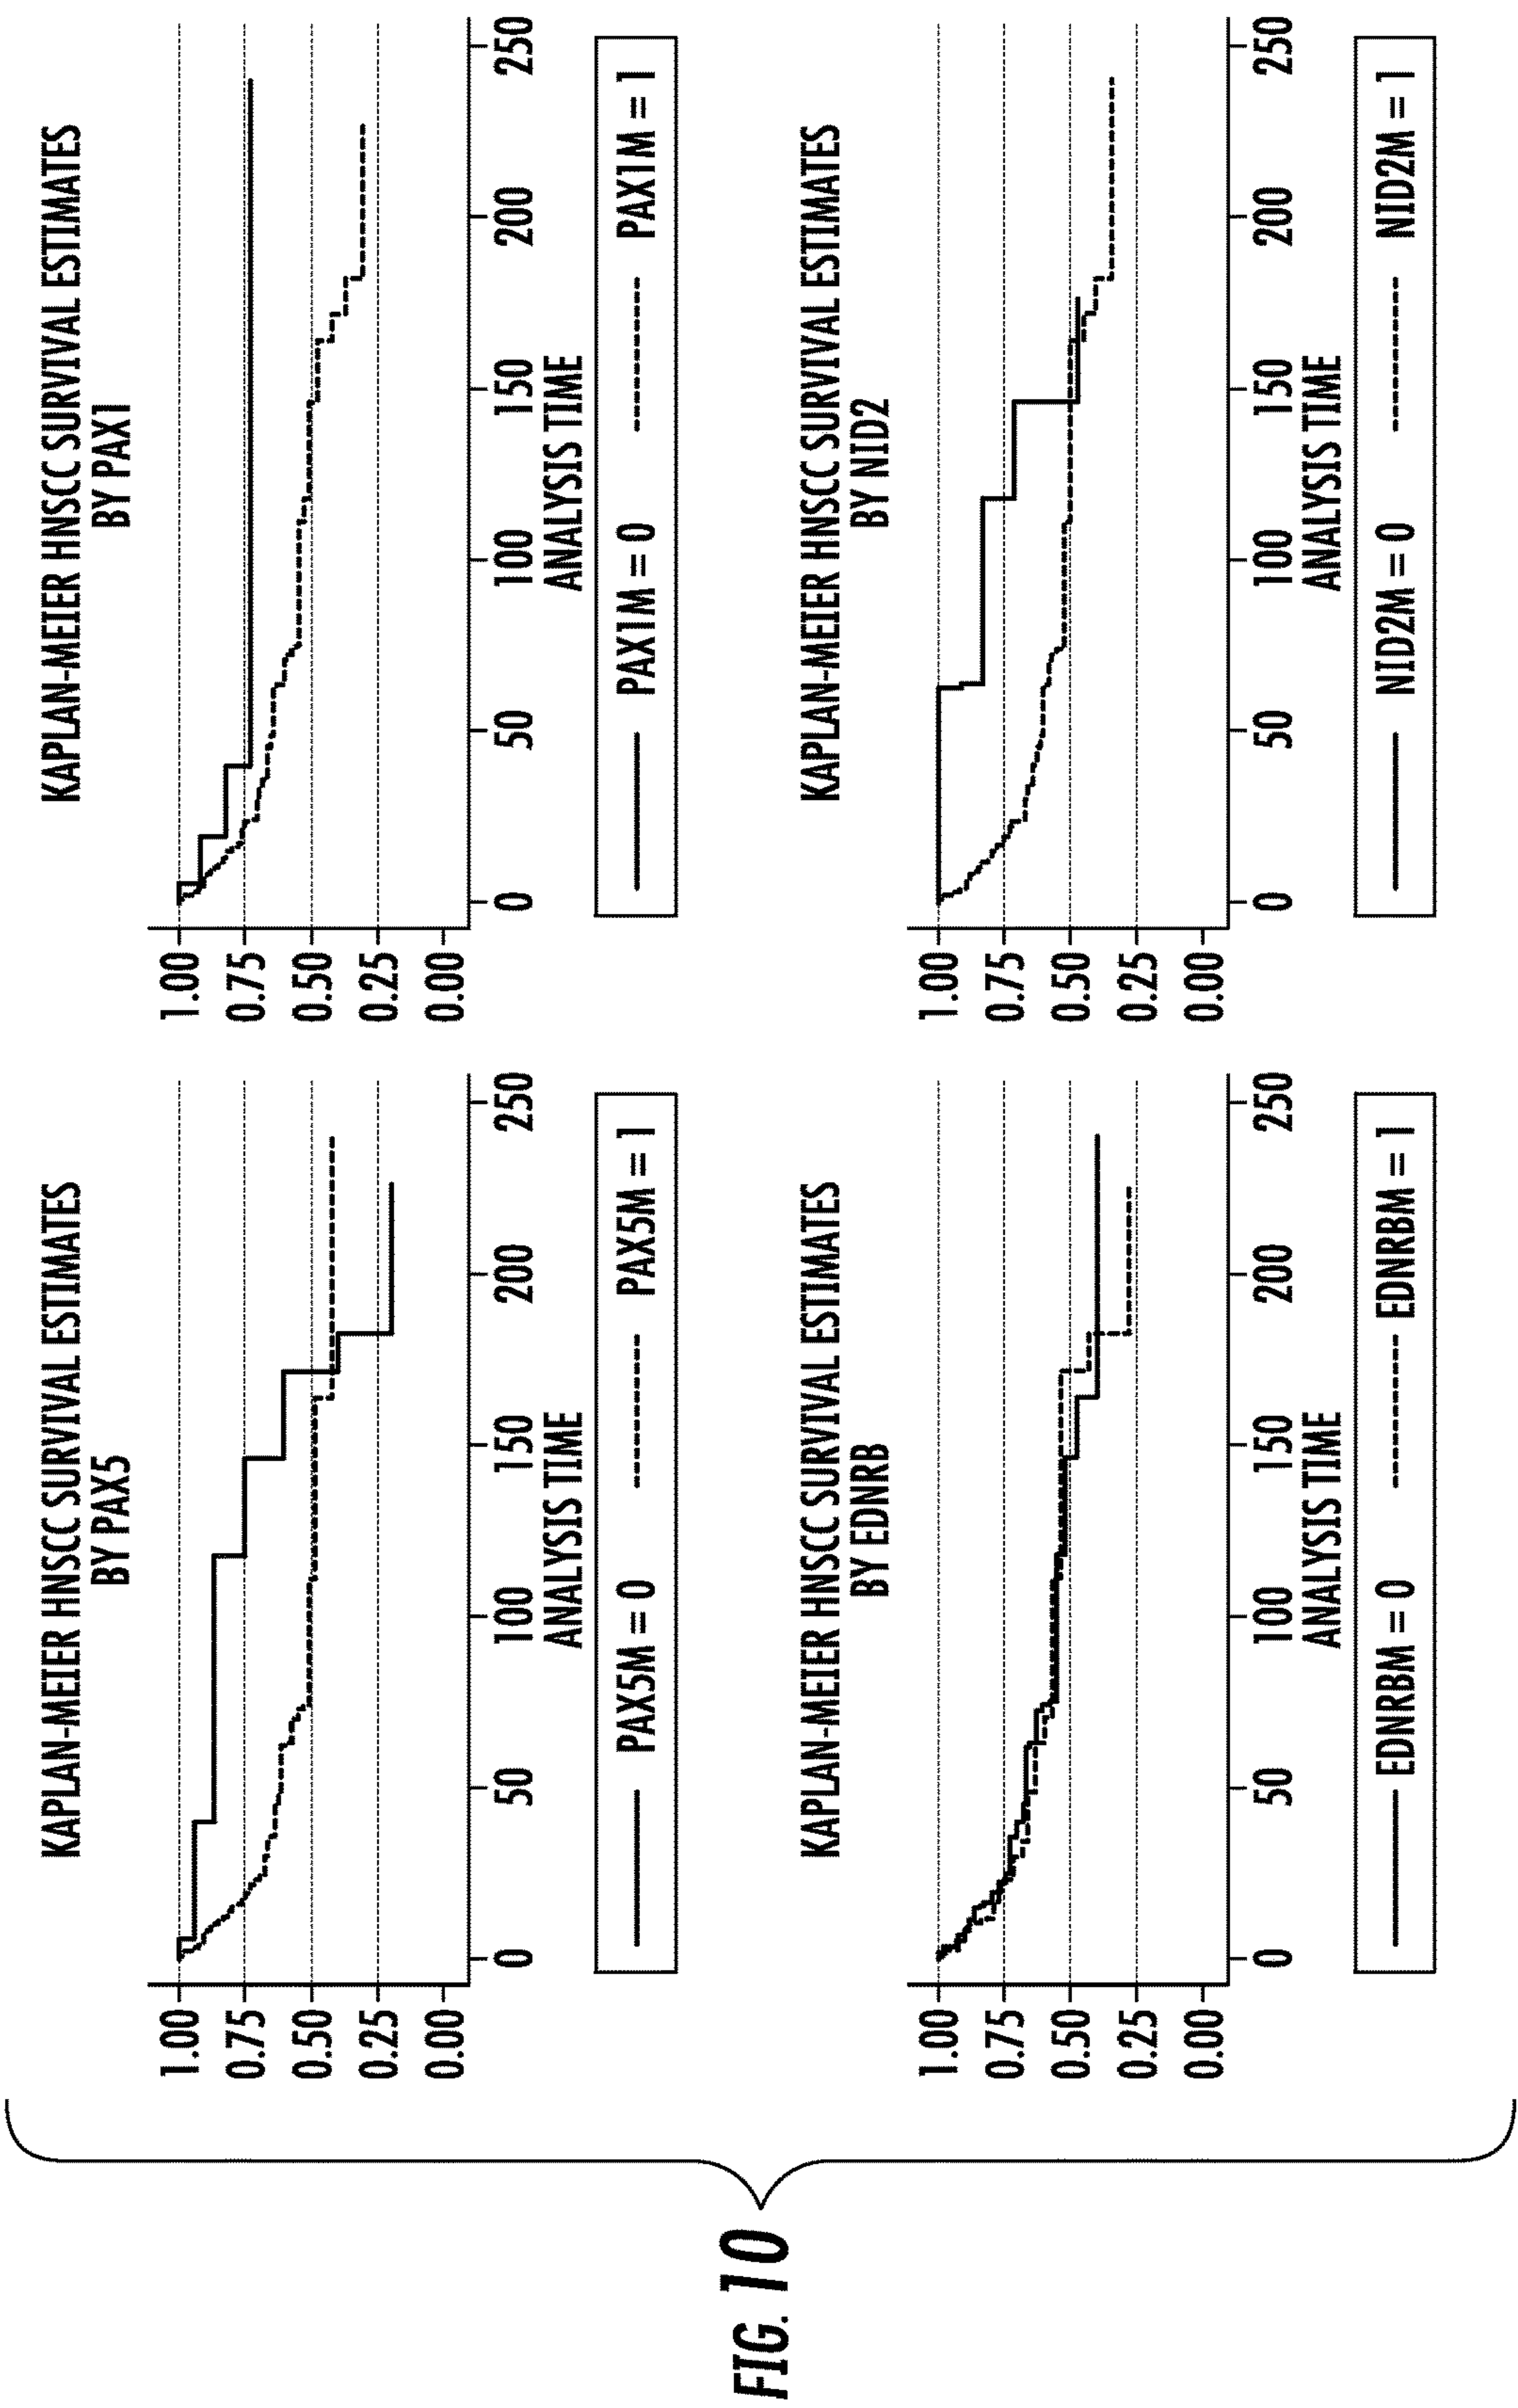 FIG. 10
KAPLAN-MEIER HNSCC SURVIVAL ESTIMATES
BY PAX5
1.00
0.75
0.50
0.25
0.00
0 50 100 150 200 250
ANALYSIS TIME
PAX5M = 0 PAX5M = 1
KAPLAN-MEIER HNSCC SURVIVAL ESTIMATES
BY PAX1
1.00
0.75
0.50
0.25
0.00
0 50 100 150 200 250
ANALYSIS TIME
PAX1M = 0 PAX1M = 1
KAPLAN-MEIER HNSCC SURVIVAL ESTIMATES
BY EDNRB
1.00
0.75
0.50
0.25
0.00
0 50 100 150 200 250
ANALYSIS TIME
EDNRBM = 0 EDNRBM = 1
KAPLAN-MEIER HNSCC SURVIVAL ESTIMATES
BY NID2
1.00
0.75
0.50
0.25
0.00
0 50 100 150 200 250
ANALYSIS TIME
NID2M = 0 NID2M = 1